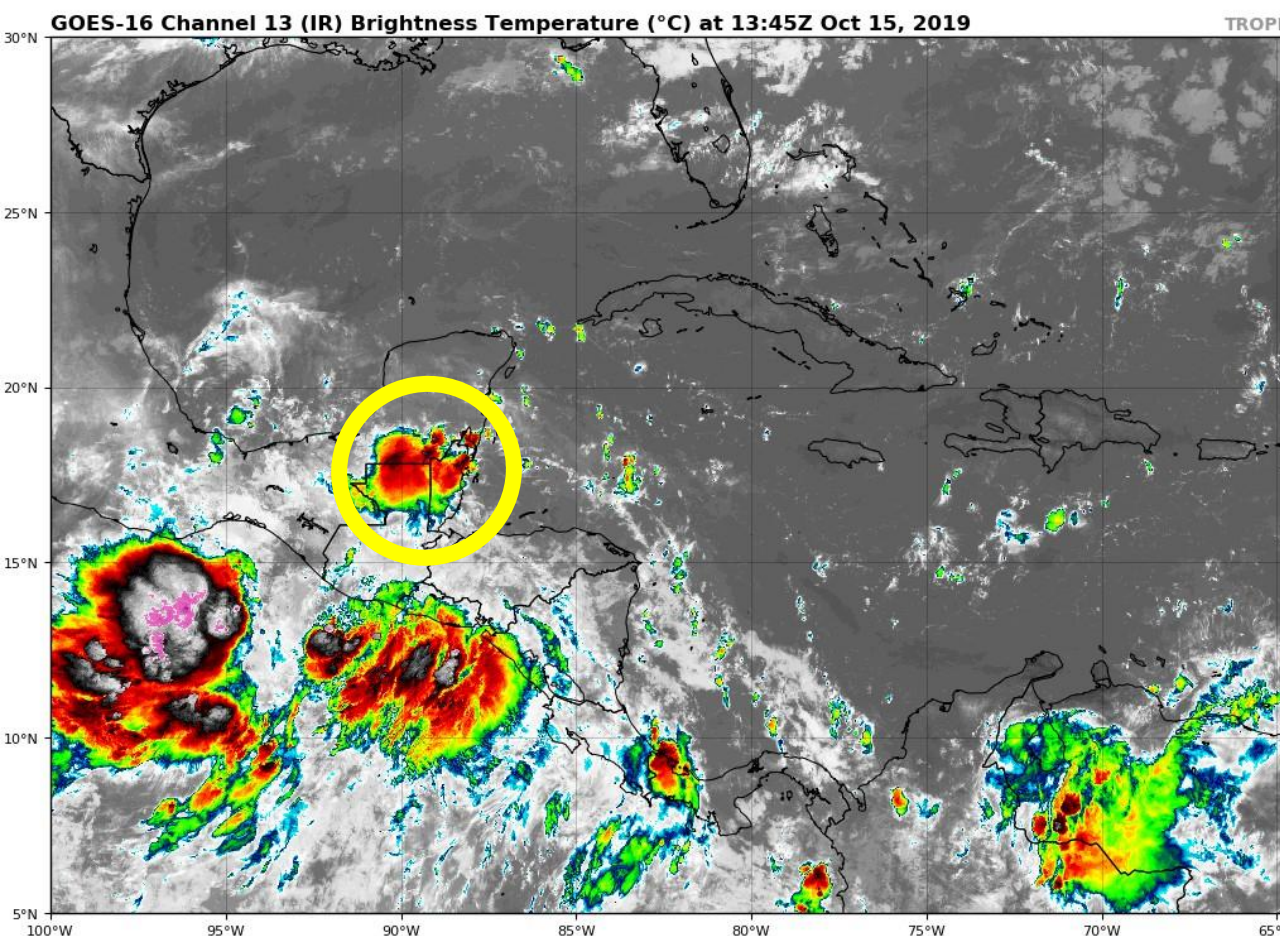 GOES-16 Channel 13 (IR) Brightness Temperature (°C) at 13:45Z Oct 15, 2019
TROPI
30°N
25°N
20°N
15°N
10°N
5°N
100°W 95°W 90°W 85°W 80°W 75°W 70°W 65°